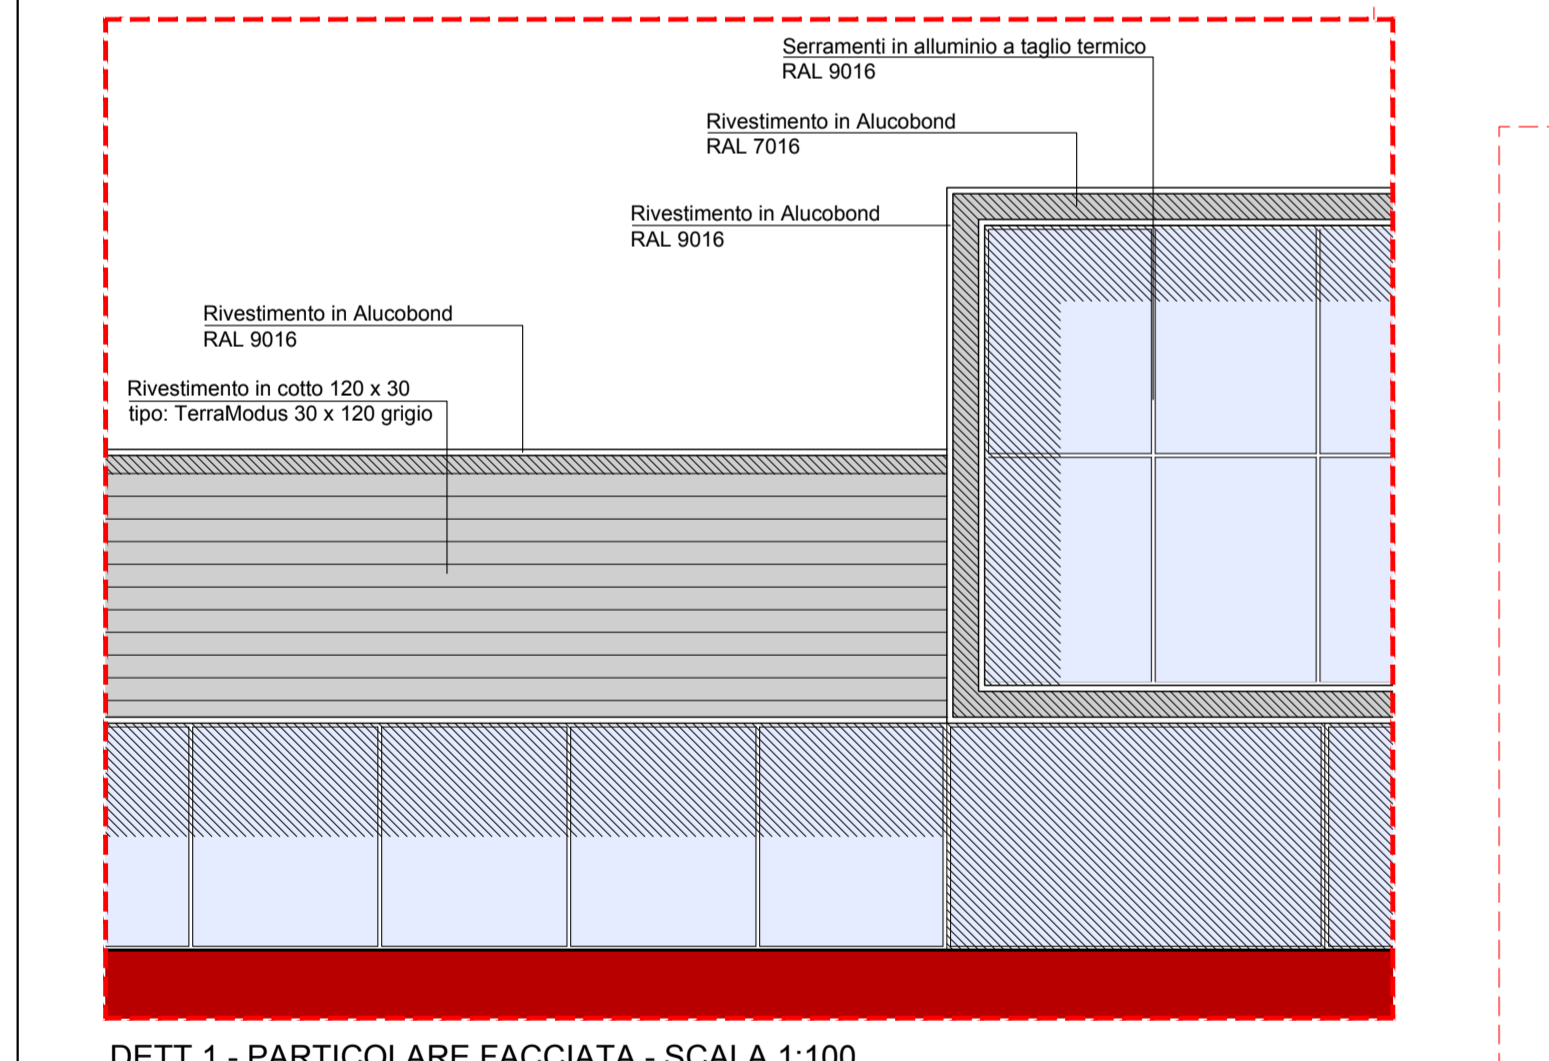 Serramenti in alluminio a taglio termico
RAL 9016
Rivestimento in Alucobond
RAL 7016
Rivestimento in Alucobond
RAL 9016
Rivestimento in Alucobond
RAL 9016
Rivestimento in cotto 120 x 30
tipo: TerraModus 30 x 120 grigio
DETT 1 - PARTICOLARE FACCIATA - SCALA 1:100